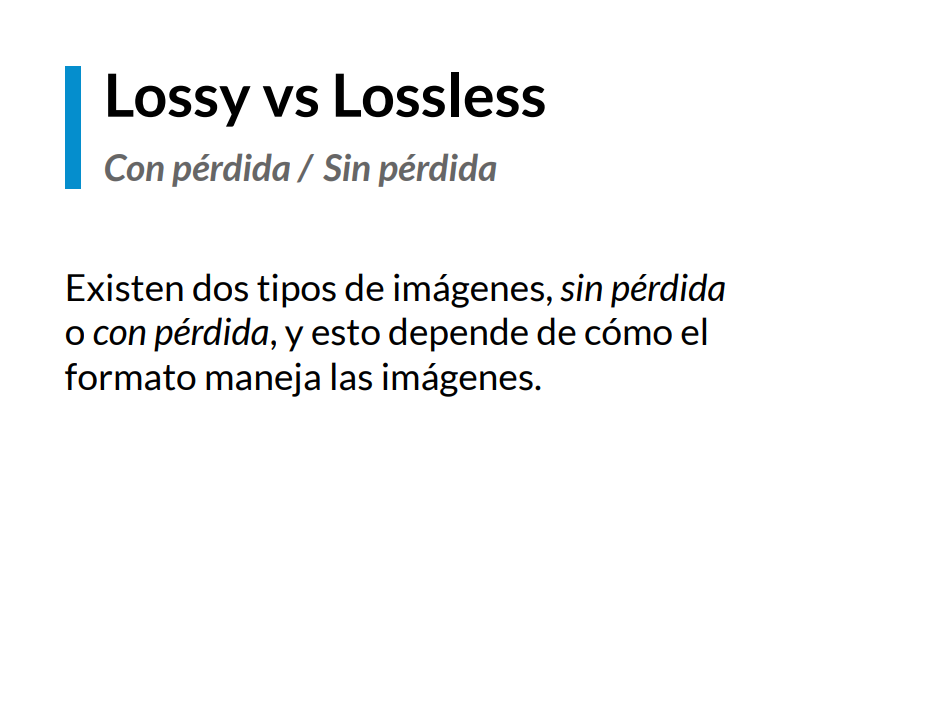 Lossy vs Lossless
Con pérdida / Sin pérdida
Existen dos tipos de imágenes, sin pérdida
o con pérdida, y esto depende de cómo el
formato maneja las imágenes.